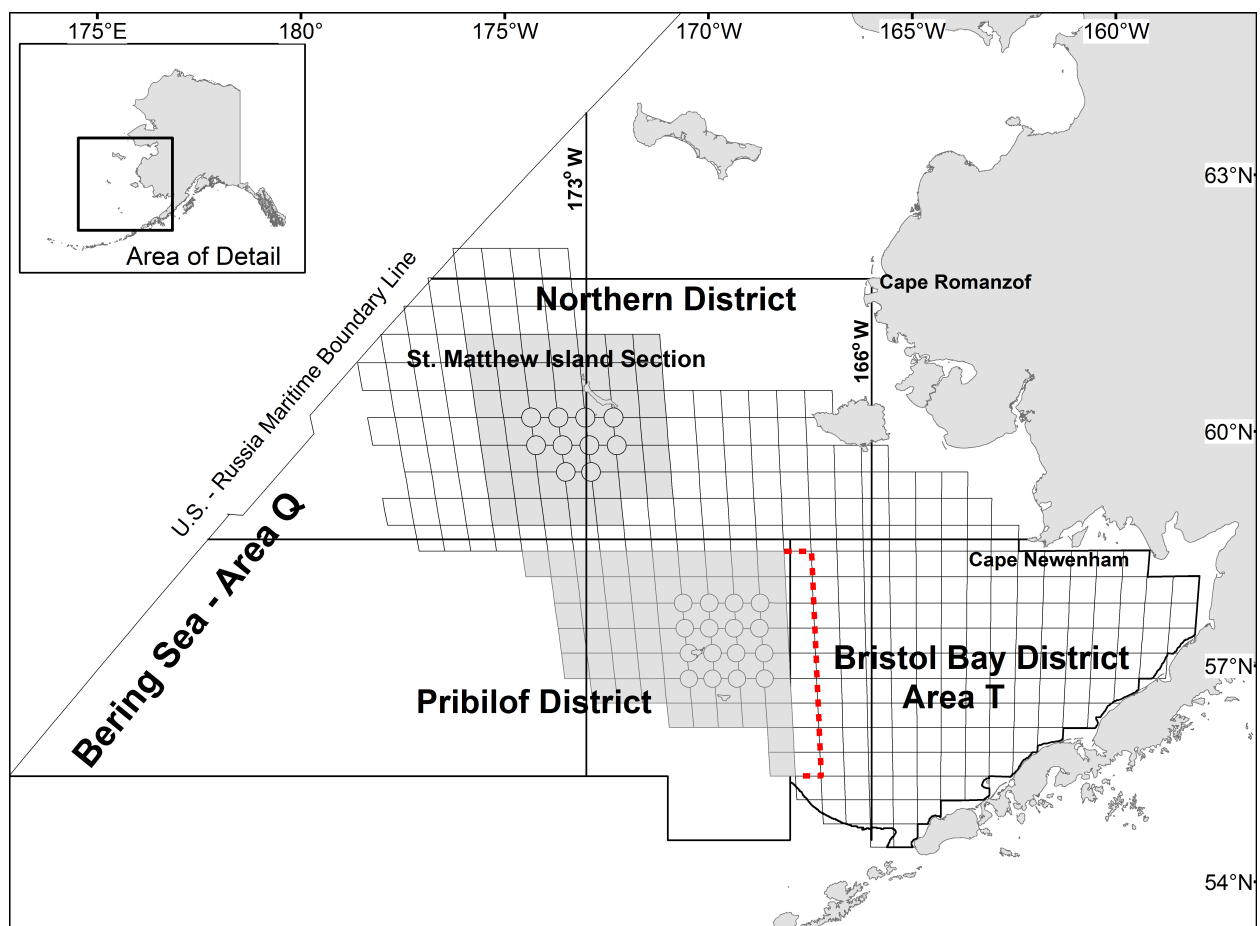 175°E
180°
175°W
170°W
165°W
160°W
Area of Detail
173° W
63°N
U.S. - Russia Maritime Boundary Line
Northern District
Cape Romanzof
St. Matthew Island Section
166° W
60°N
Bering Sea - Area Q
Cape Newenham
Bristol Bay District
Area T
57°N
Pribilof District
54°N